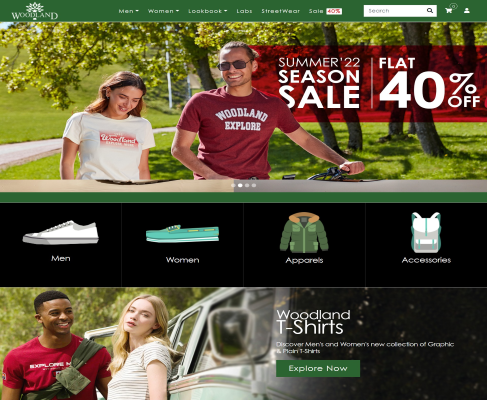 WOODLAND
Men
Women
Lookbook
Labs
StreetWear
Sale 40%
Search
0
SUMMER'22
SEASON
SALE
FLAT
40%
OFF
Woodland
WOODLAND
EXPLORE
Men
Women
Apparels
Accessories
EXPLORE M
Woodland
T-Shirts
Discover Men's and Women's new collection of Graphic
& Plain T-Shirts
Explore Now